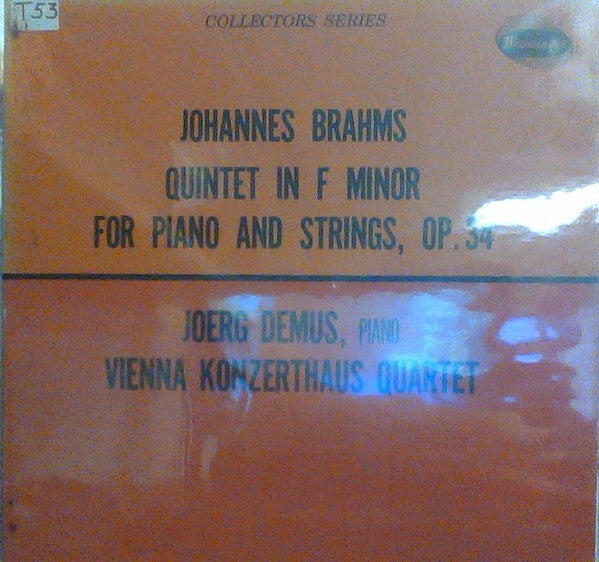 T53
COLLECTORS SERIES
JOHANNES BRAHMS
QUINTET IN F MINOR
FOR PIANO AND STRINGS, OP. 34
JOERG DEMUS, PIANO
VIENNA KONZERTHAUS QUARTET